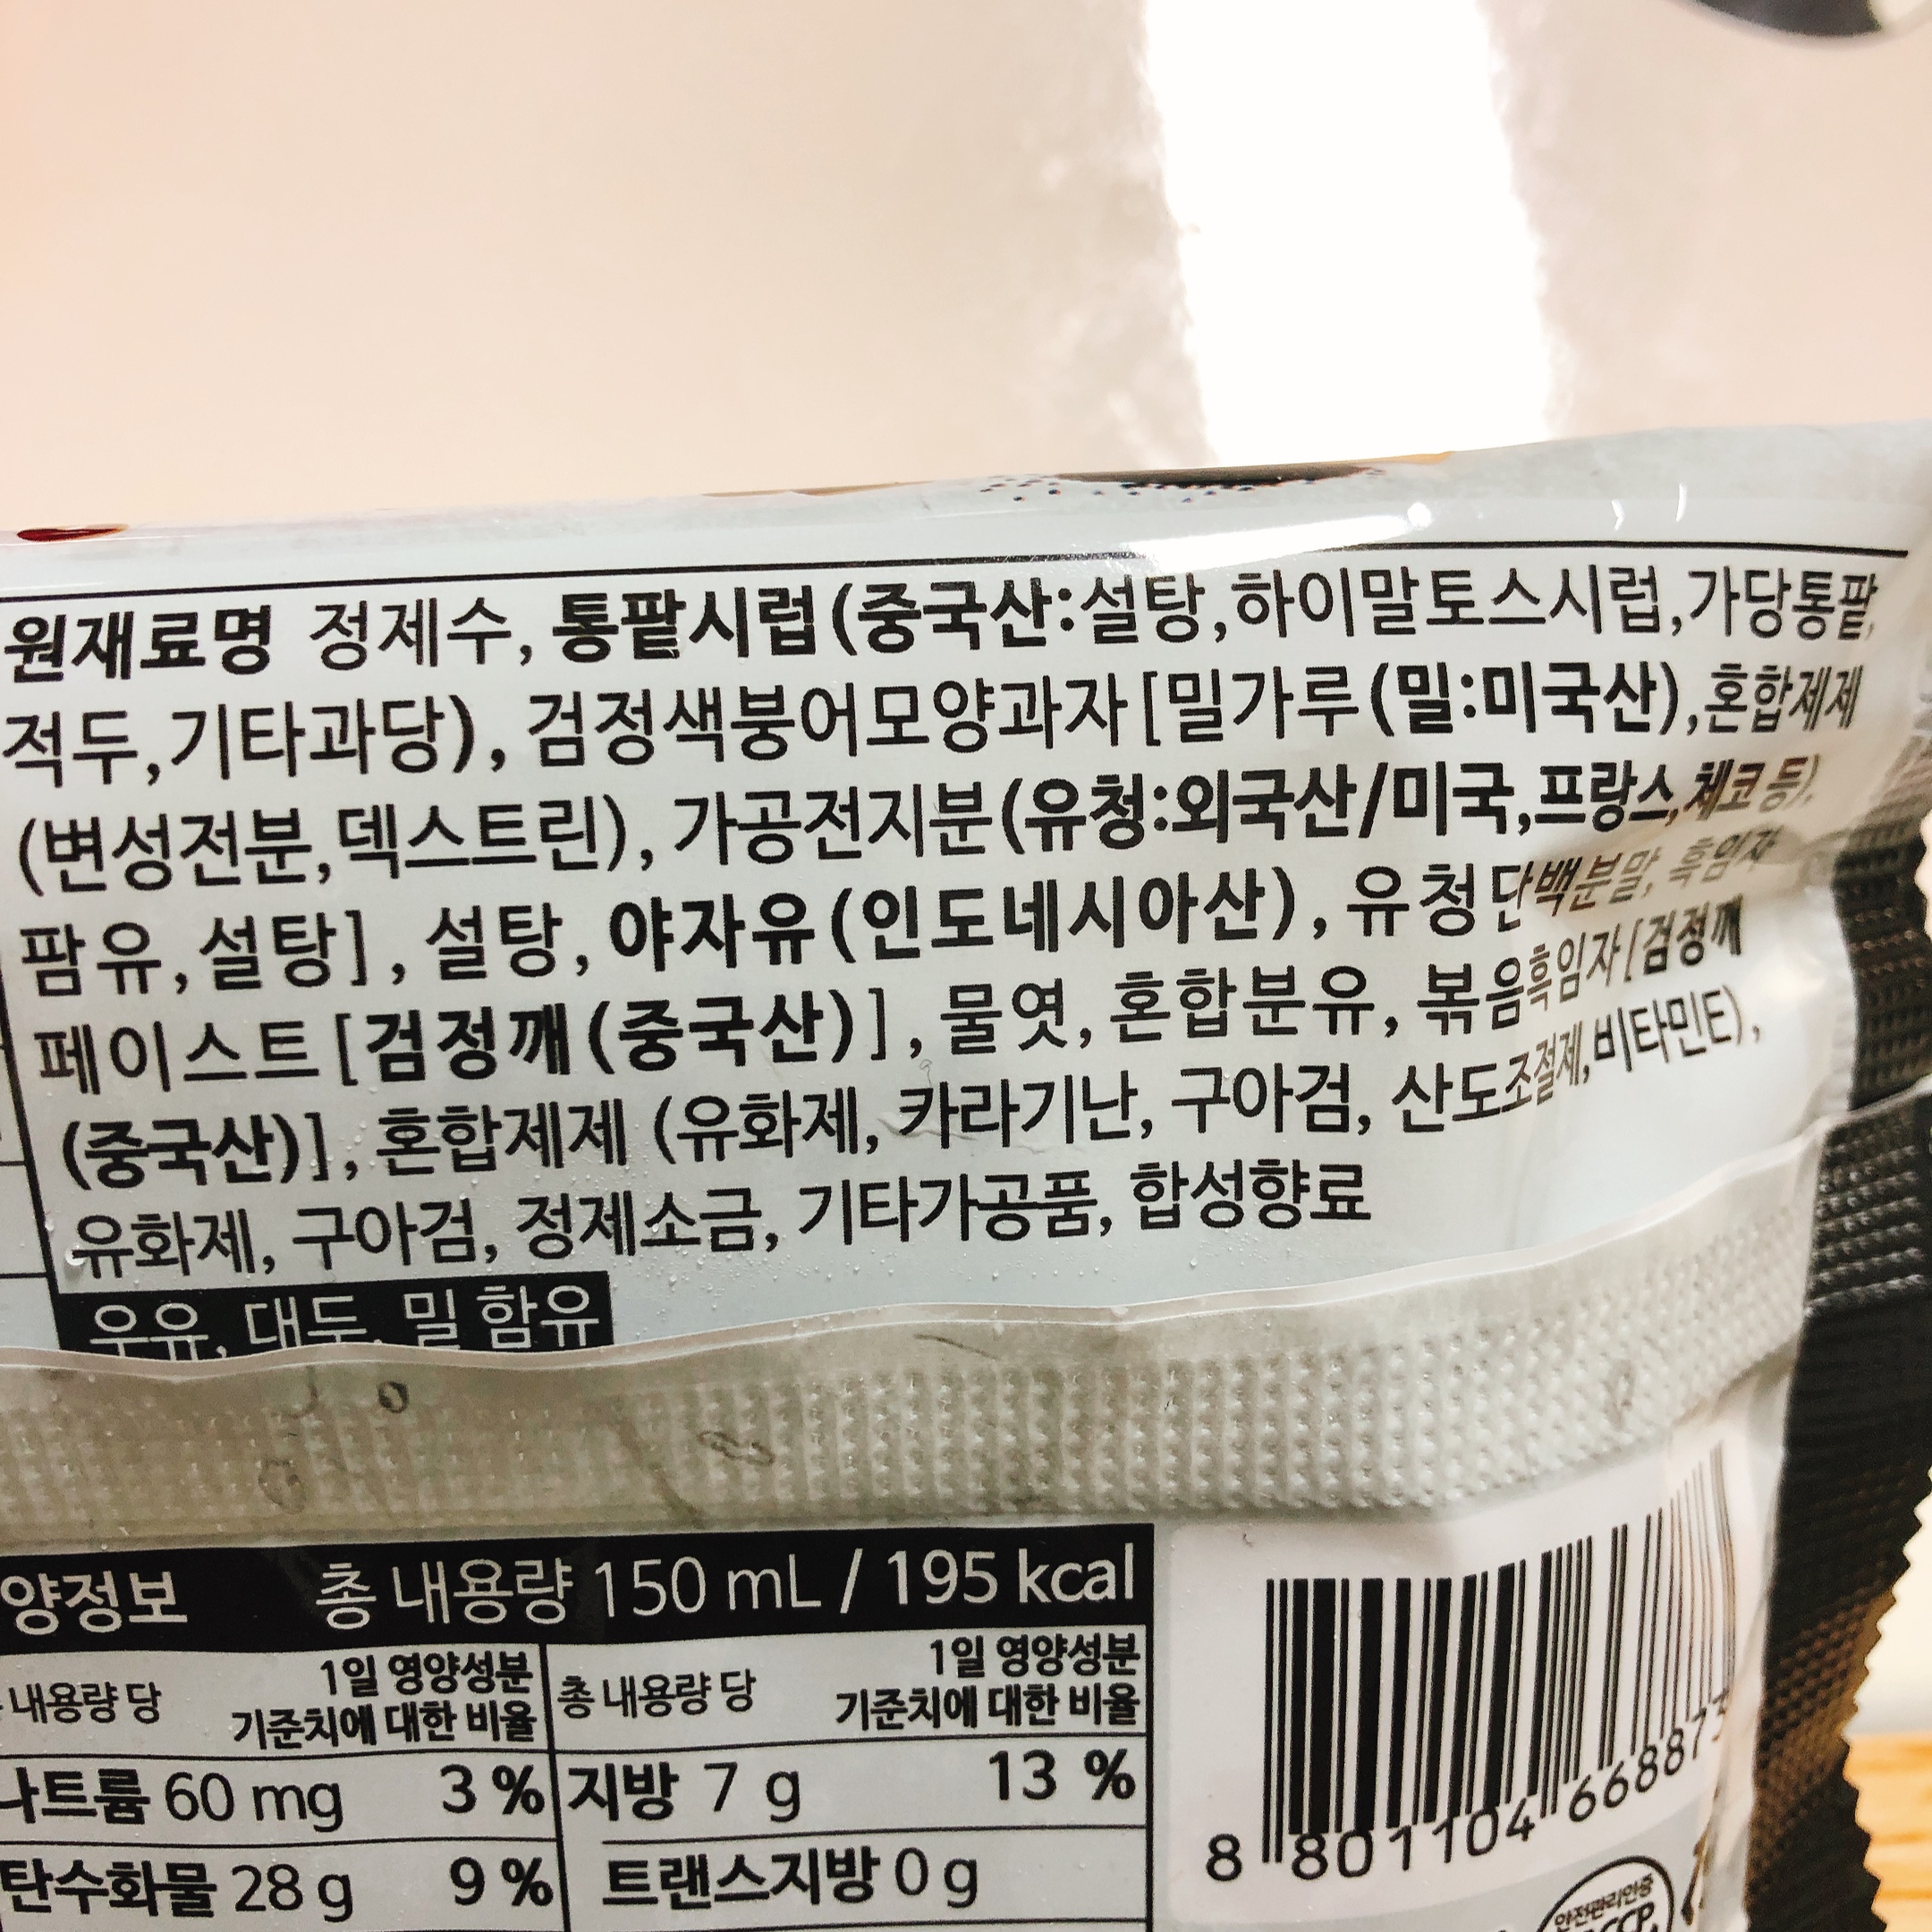 원재료명 정제수, 통팥시럽(중국산:설탕,하이말토스시럽,가당통팥,
적두,기타과당), 검정색붕어모양과자[밀가루(밀:미국산),혼합제제
(변성전분,덱스트린), 가공전지분(유청:외국산/미국,프랑스,체코 등),
팜유,설탕], 설탕, 야자유(인도네시아산), 유청단백분말, 흑임자
페이스트[검정깨(중국산)], 물엿, 혼합분유, 볶음흑임자[검정깨
(중국산)], 혼합제제 (유화제, 카라기난, 구아검, 산도조절제,비타민E),
유화제, 구아검, 정제소금, 기타가공품, 합성향료
우유, 대두, 밀 함유
양정보 총 내용량 150 mL / 195 kcal
내용량 당 1일 영양성분 기준치에 대한 비율 총 내용량 당 1일 영양성분 기준치에 대한 비율
나트륨 60 mg 3 % 지방 7 g 13 %
탄수화물 28 g 9 % 트랜스지방 0 g
8 801104 668873
안전관리인증